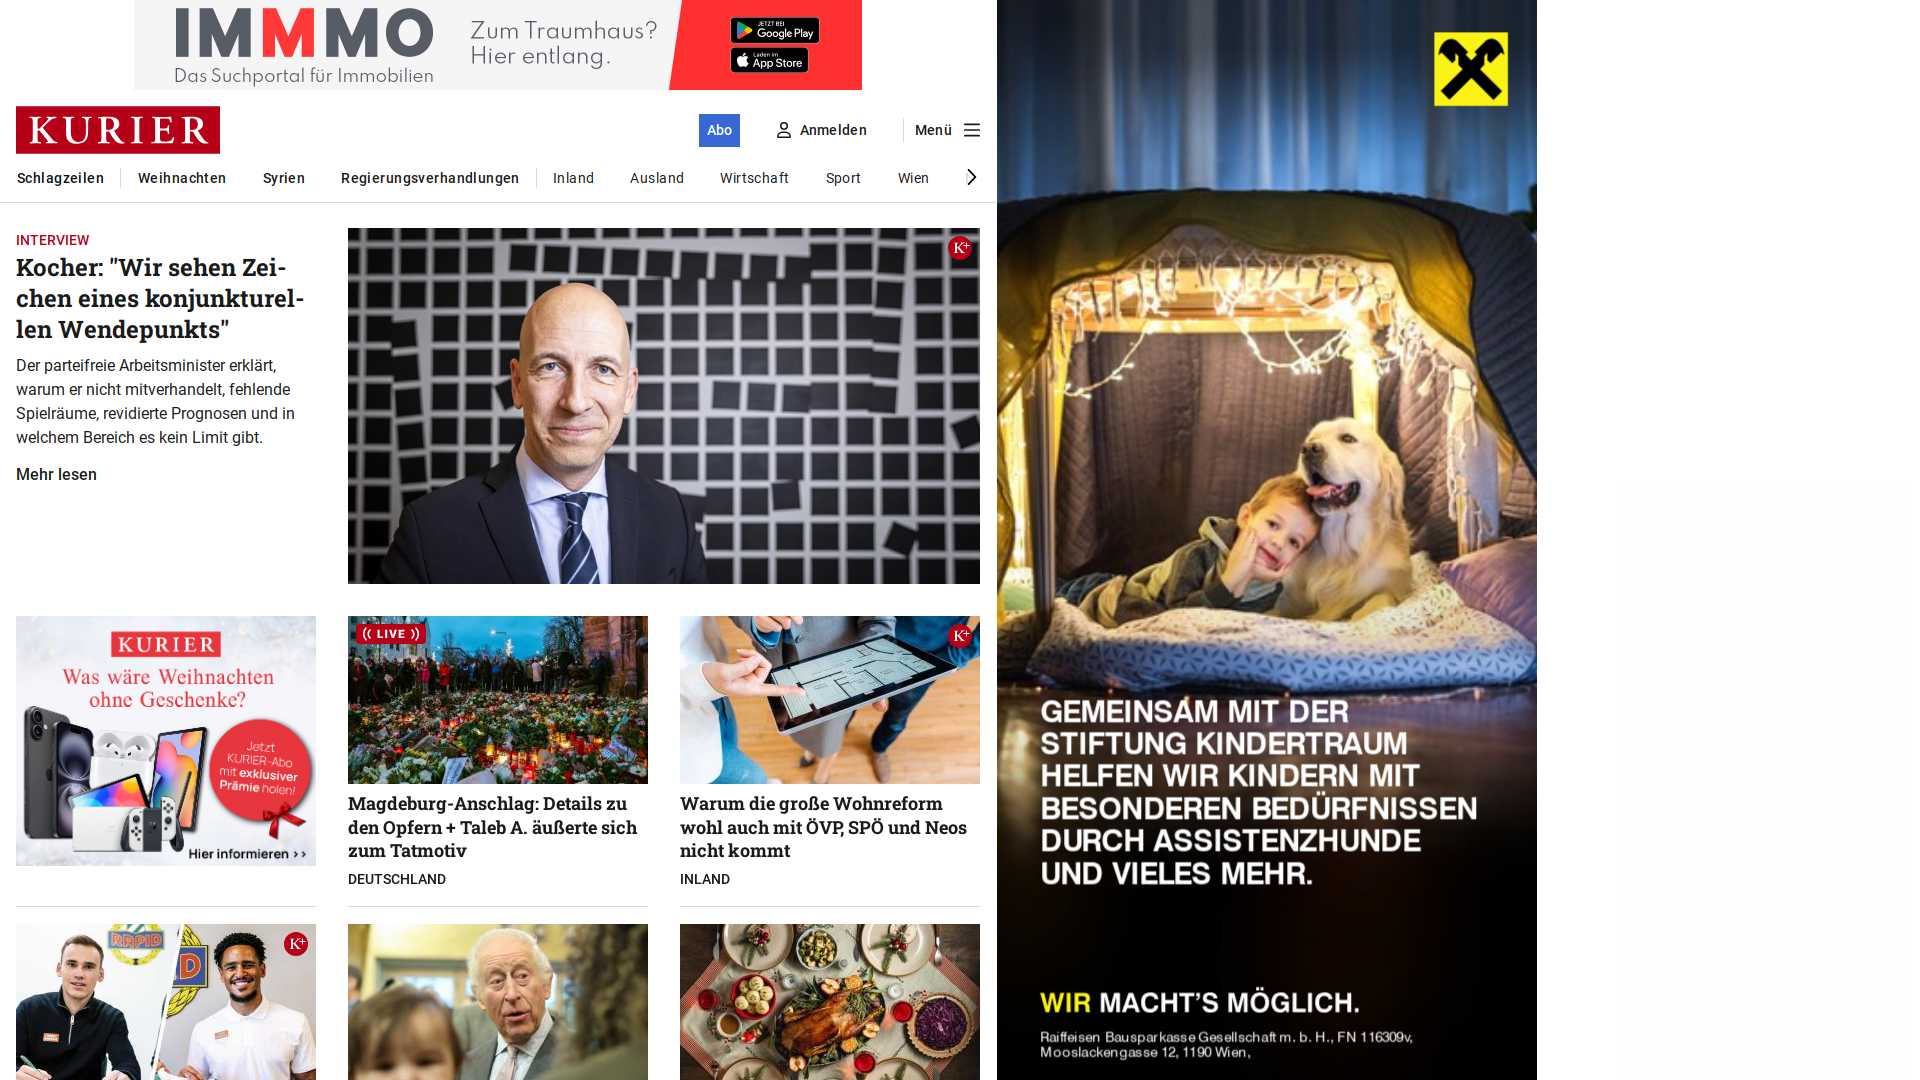 IMMMO
Das Suchportal für Immobilien
Zum Traumhaus?
Hier entlang.
JETZT BEI
Google Play
Laden im
App Store
KURIER
Abo
Anmelden
Menü
Schlagzeilen
Weihnachten
Syrien
Regierungsverhandlungen
Inland
Ausland
Wirtschaft
Sport
Wien
INTERVIEW
Kocher: "Wir sehen Zei-
chen eines konjunkturel-
len Wendepunkts"
Der parteifreie Arbeitsminister erklärt,
warum er nicht mitverhandelt, fehlende
Spielräume, revidierte Prognosen und in
welchem Bereich es kein Limit gibt.
Mehr lesen
K+
KURIER
Was wäre Weihnachten
ohne Geschenke?
Jetzt
KURIER-Abo
mit exklusiver
Prämie holen!
Hier informieren >>
LIVE
Magdeburg-Anschlag: Details zu
den Opfern + Taleb A. äußerte sich
zum Tatmotiv
DEUTSCHLAND
K+
Warum die große Wohnreform
wohl auch mit ÖVP, SPÖ und Neos
nicht kommt
INLAND
RAPID
K+
GEMEINSAM MIT DER
STIFTUNG KINDERTRAUM
HELFEN WIR KINDERN MIT
BESONDEREN BEDÜRFNISSEN
DURCH ASSISTENZHUNDE
UND VIELES MEHR.
WIR MACHT'S MÖGLICH.
Raiffeisen Bausparkasse Gesellschaft m. b. H., FN 116309v,
Mooslackengasse 12, 1190 Wien,